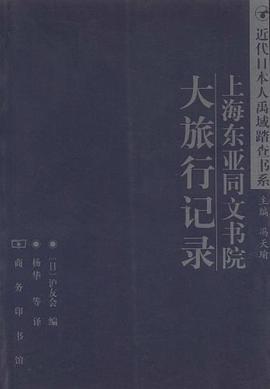 近代日本人禹域踏查书系
主编 冯天瑜
上海东亚同文书院
大旅行记录
[日]沪友会 编
杨华 等译
商务印书馆